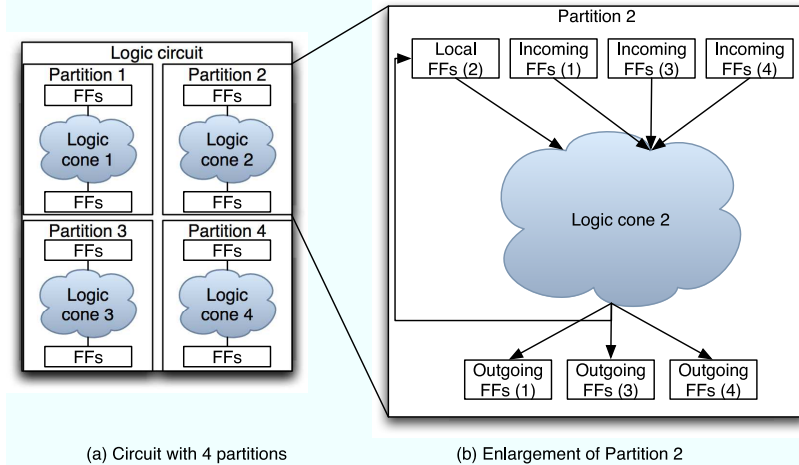 Logic circuit
Partition 1
FFs
Logic
cone 1
FFs
Partition 2
FFs
Logic
cone 2
FFs
Partition 3
FFs
Logic
cone 3
FFs
Partition 4
FFs
Logic
cone 4
FFs
(a) Circuit with 4 partitions
Partition 2
Local
FFs (2)
Incoming
FFs (1)
Incoming
FFs (3)
Incoming
FFs (4)
Logic cone 2
Outgoing
FFs (1)
Outgoing
FFs (3)
Outgoing
FFs (4)
(b) Enlargement of Partition 2